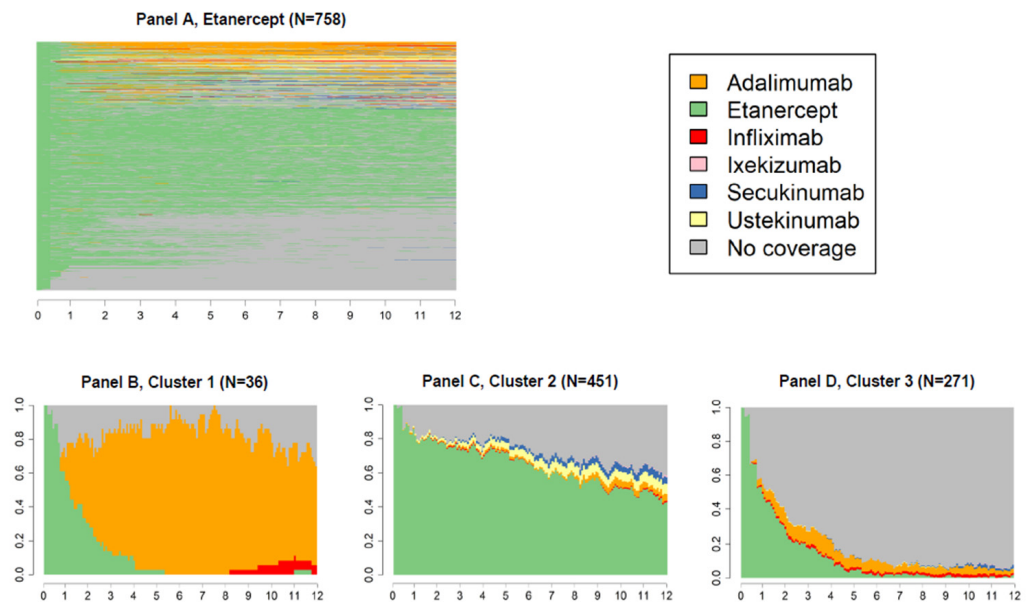 Panel A, Etanercept (N=758)
0 1 2 3 4 5 6 7 8 9 10 11 12
Adalimumab
Etanercept
Infliximab
Ixekizumab
Secukinumab
Ustekinumab
No coverage
Panel B, Cluster 1 (N=36)
1.0
0.8
0.6
0.4
0.2
0.0
0 1 2 3 4 5 6 7 8 9 10 11 12
Panel C, Cluster 2 (N=451)
1.0
0.8
0.6
0.4
0.2
0.0
0 1 2 3 4 5 6 7 8 9 10 11 12
Panel D, Cluster 3 (N=271)
1.0
0.8
0.6
0.4
0.2
0.0
0 1 2 3 4 5 6 7 8 9 10 11 12